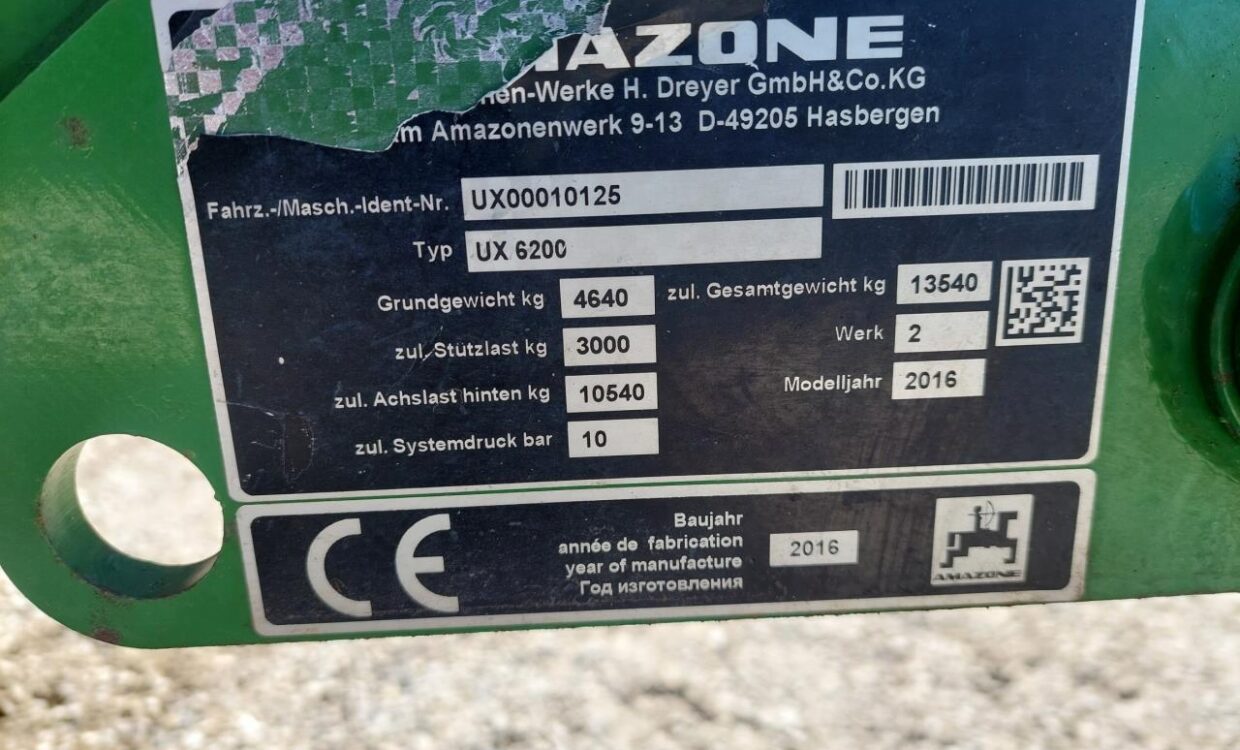 AMAZONE
nen-Werke H. Dreyer GmbH&Co.KG
m Amazonenwerk 9-13 D-49205 Hasbergen
Fahrz.-/Masch.-Ident-Nr. UX00010125
Typ UX 6200
Grundgewicht kg 4640 zul. Gesamtgewicht kg 13540
zul. Stützlast kg 3000 Werk 2
zul. Achslast hinten kg 10540 Modelljahr 2016
zul. Systemdruck bar 10
CE
Baujahr
année de fabrication
year of manufacture
Год изготовления
2016
AMAZONE